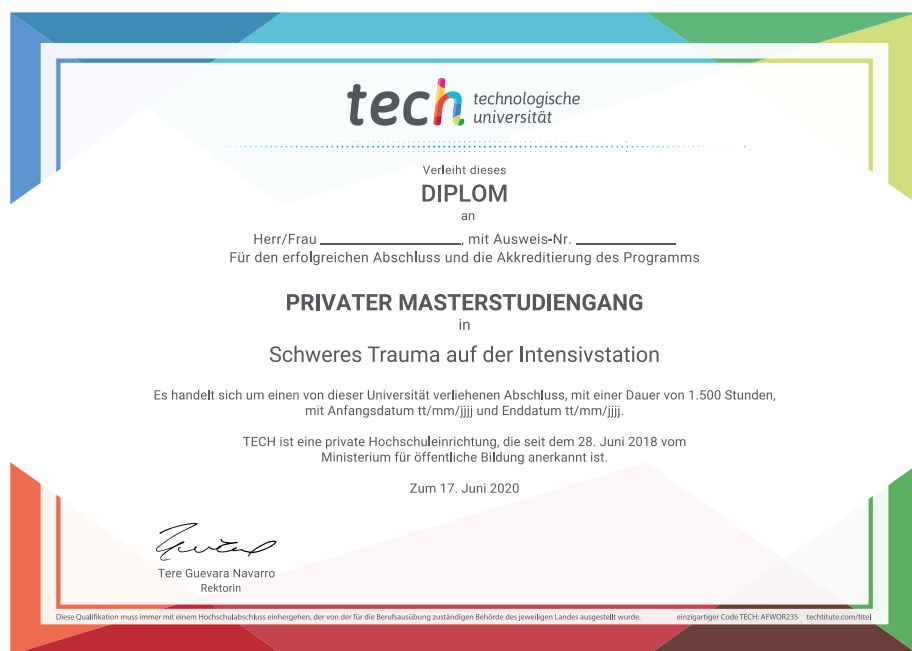 tech technologische
universität
Verleiht dieses
DIPLOM
an
Herr/Frau ____________________, mit Ausweis-Nr. ______________
Für den erfolgreichen Abschluss und die Akkreditierung des Programms
PRIVATER MASTERSTUDIENGANG
in
Schweres Trauma auf der Intensivstation
Es handelt sich um einen von dieser Universität verliehenen Abschluss, mit einer Dauer von 1.500 Stunden,
mit Anfangsdatum tt/mm/jjjj und Enddatum tt/mm/jjjj.
TECH ist eine private Hochschuleinrichtung, die seit dem 28. Juni 2018 vom
Ministerium für öffentliche Bildung anerkannt ist.
Zum 17. Juni 2020
Tere Guevara Navarro
Rektorin
Diese Qualifikation muss immer mit einem Hochschulabschluss einhergehen, der von der für die Berufsausübung zuständigen Behörde des jeweiligen Landes ausgestellt wurde. einzigartiger Code TECH: AFWOR23S techtitute.com/titel